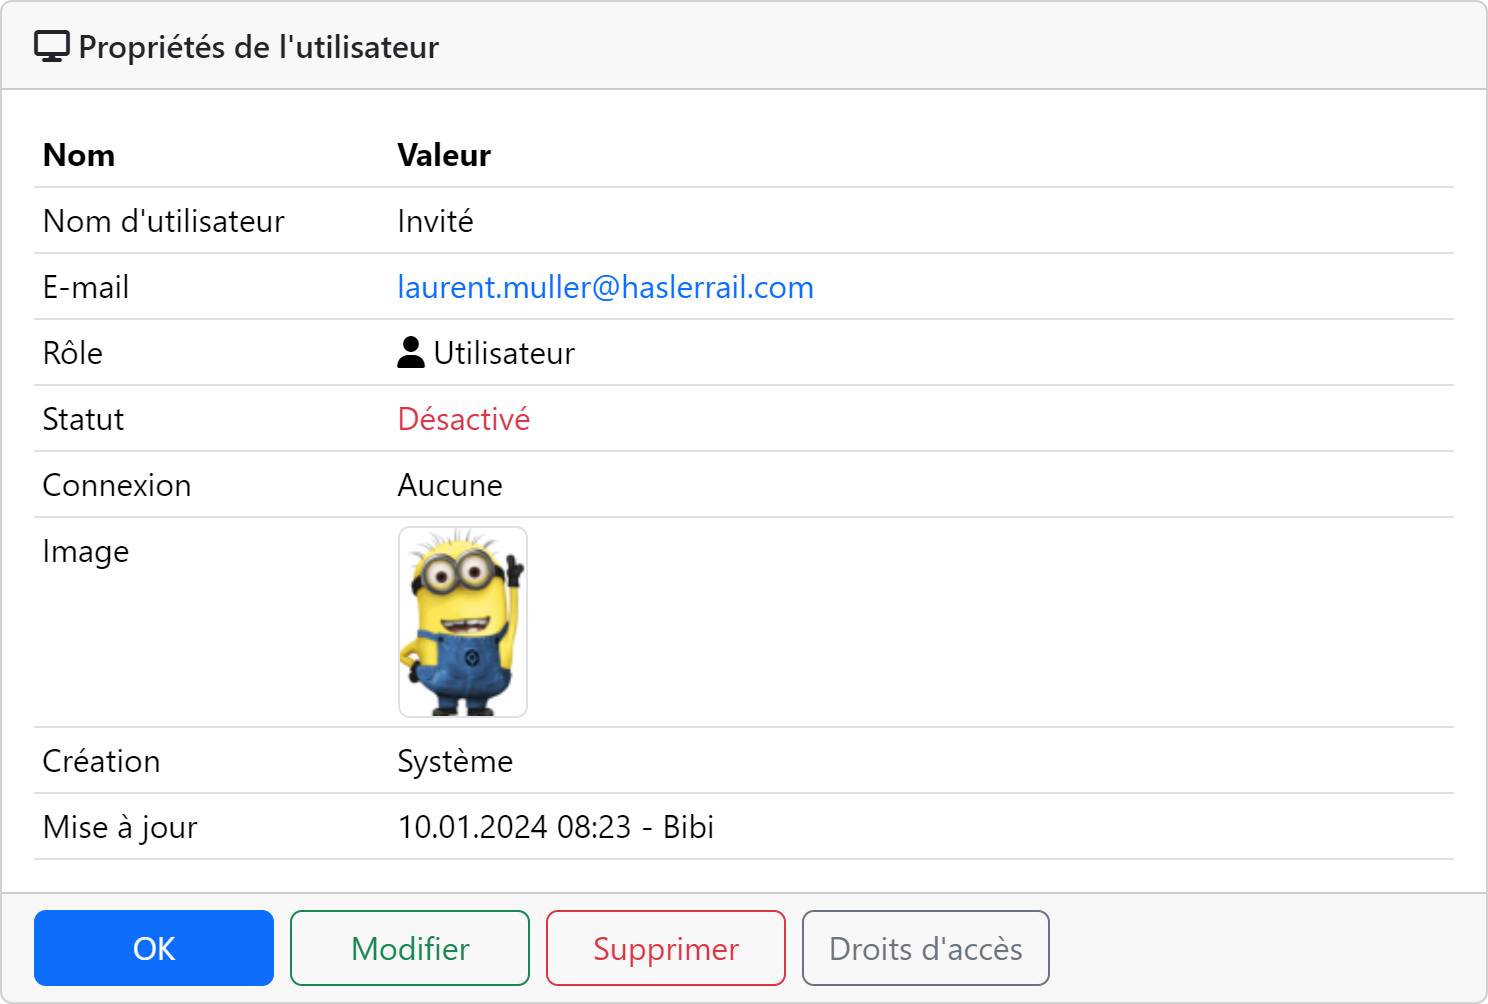 Propriétés de l'utilisateur
Nom Valeur
Nom d'utilisateur Invité
E-mail laurent.muller@haslerrail.com
Rôle Utilisateur
Statut Désactivé
Connexion Aucune
Image
Création Système
Mise à jour 10.01.2024 08:23 - Bibi
OK Modifier Supprimer Droits d'accès